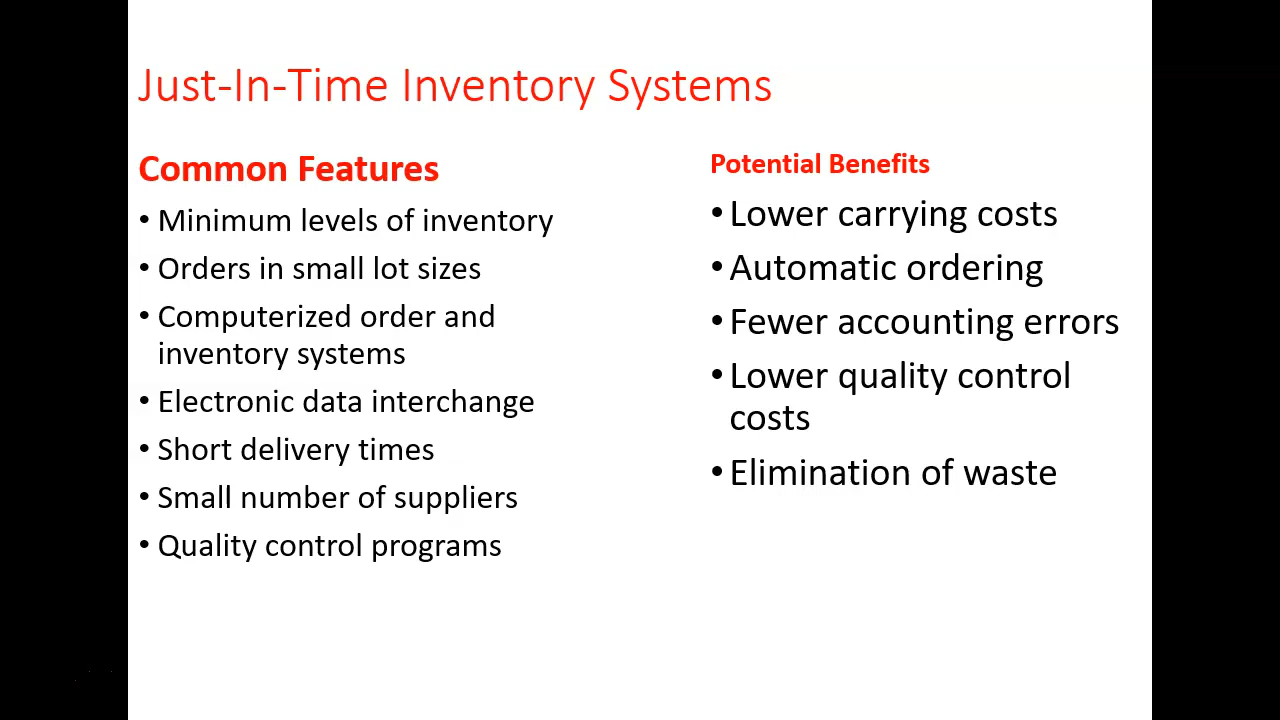 Just-In-Time Inventory Systems
Common Features
• Minimum levels of inventory
• Orders in small lot sizes
• Computerized order and
inventory systems
• Electronic data interchange
• Short delivery times
• Small number of suppliers
• Quality control programs
Potential Benefits
• Lower carrying costs
• Automatic ordering
• Fewer accounting errors
• Lower quality control
costs
• Elimination of waste